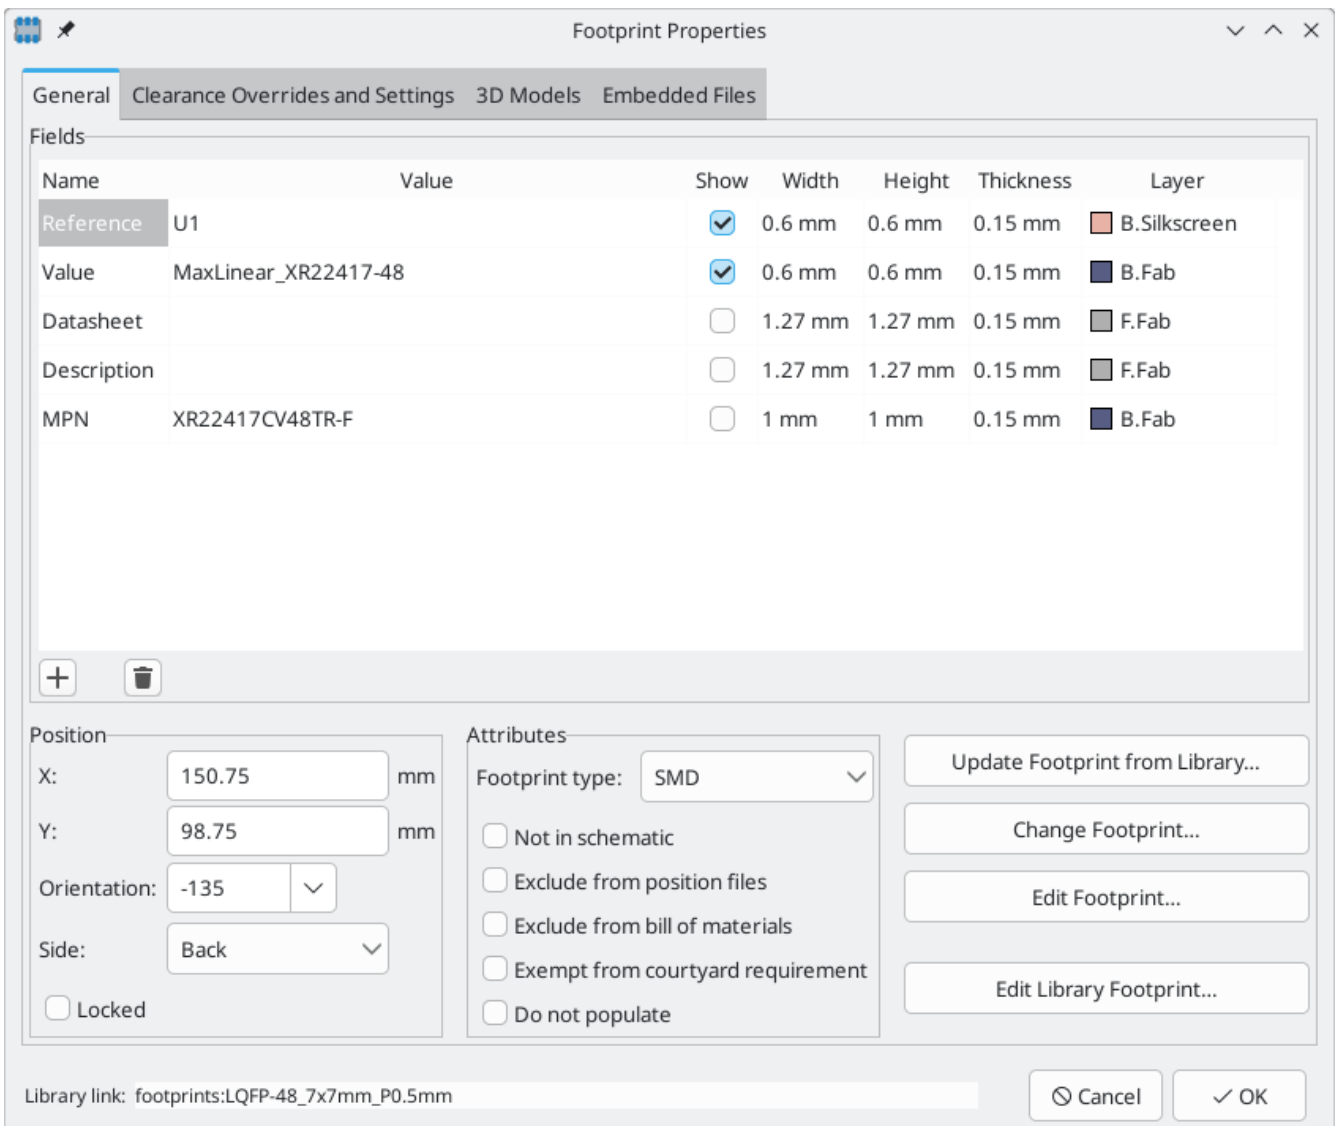 Footprint Properties
General Clearance Overrides and Settings 3D Models Embedded Files
Fields
Name Value Show Width Height Thickness Layer
Reference U1 0.6 mm 0.6 mm 0.15 mm B.Silkscreen
Value MaxLinear_XR22417-48 0.6 mm 0.6 mm 0.15 mm B.Fab
Datasheet 1.27 mm 1.27 mm 0.15 mm F.Fab
Description 1.27 mm 1.27 mm 0.15 mm F.Fab
MPN XR22417CV48TR-F 1 mm 1 mm 0.15 mm B.Fab
Position
X: 150.75 mm
Y: 98.75 mm
Orientation: -135
Side: Back
Locked
Attributes
Footprint type: SMD
Not in schematic
Exclude from position files
Exclude from bill of materials
Exempt from courtyard requirement
Do not populate
Update Footprint from Library...
Change Footprint...
Edit Footprint...
Edit Library Footprint...
Library link: footprints:LQFP-48_7x7mm_P0.5mm
Cancel OK